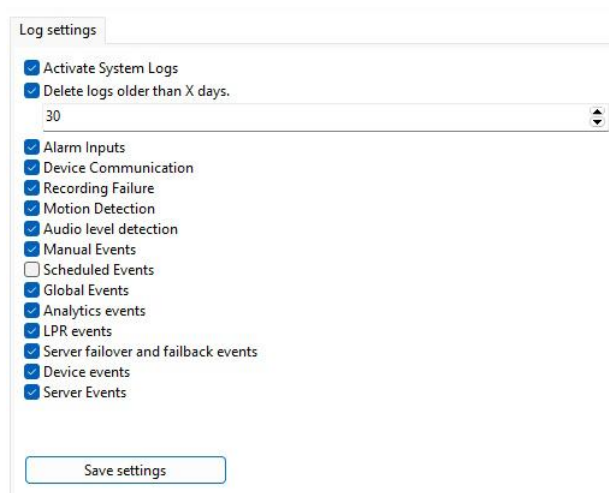 Log settings
Activate System Logs
Delete logs older than X days.
30
Alarm Inputs
Device Communication
Recording Failure
Motion Detection
Audio level detection
Manual Events
Scheduled Events
Global Events
Analytics events
LPR events
Server failover and failback events
Device events
Server Events
Save settings